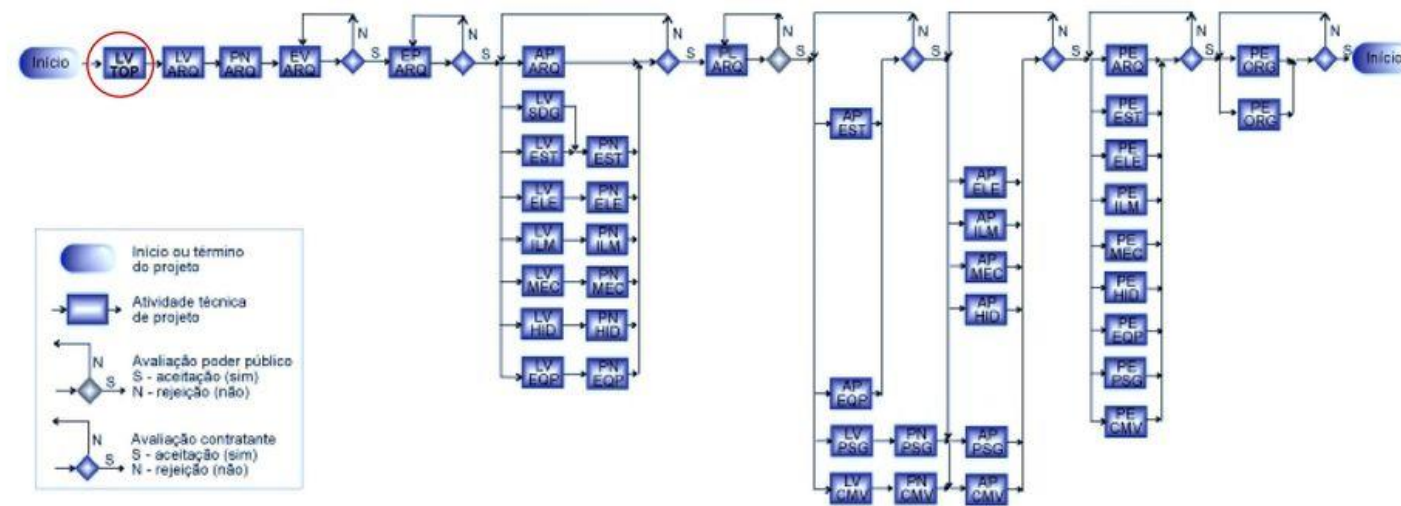 Início
LV
TOP
LV
ARQ
PN
ARQ
EV
ARQ
N
S
EP
ARQ
N
S
AP
ARQ
LV
SDG
LV
EST
PN
EST
LV
ELE
PN
ELE
LV
ILM
PN
ILM
LV
MEC
PN
MEC
LV
HID
PN
HID
LV
EQP
PN
EQP
N
S
PL
ARQ
N
S
AP
EST
AP
EQP
LV
PSG
PN
PSG
LV
CMV
PN
CMV
N
S
AP
ELE
AP
ILM
AP
MEC
AP
HID
AP
PSG
AP
CMV
N
S
PE
ARQ
PE
EST
PE
ELE
PE
ILM
PE
MEC
PE
HID
PE
EQP
PE
PSG
PE
CMV
N
S
PE
ORG
PE
ORG
N
S
Início
Início ou término
do projeto
Atividade técnica
de projeto
N
S
Avaliação poder público
S - aceitação (sim)
N - rejeição (não)
N
S
Avaliação contratante
S - aceitação (sim)
N - rejeição (não)